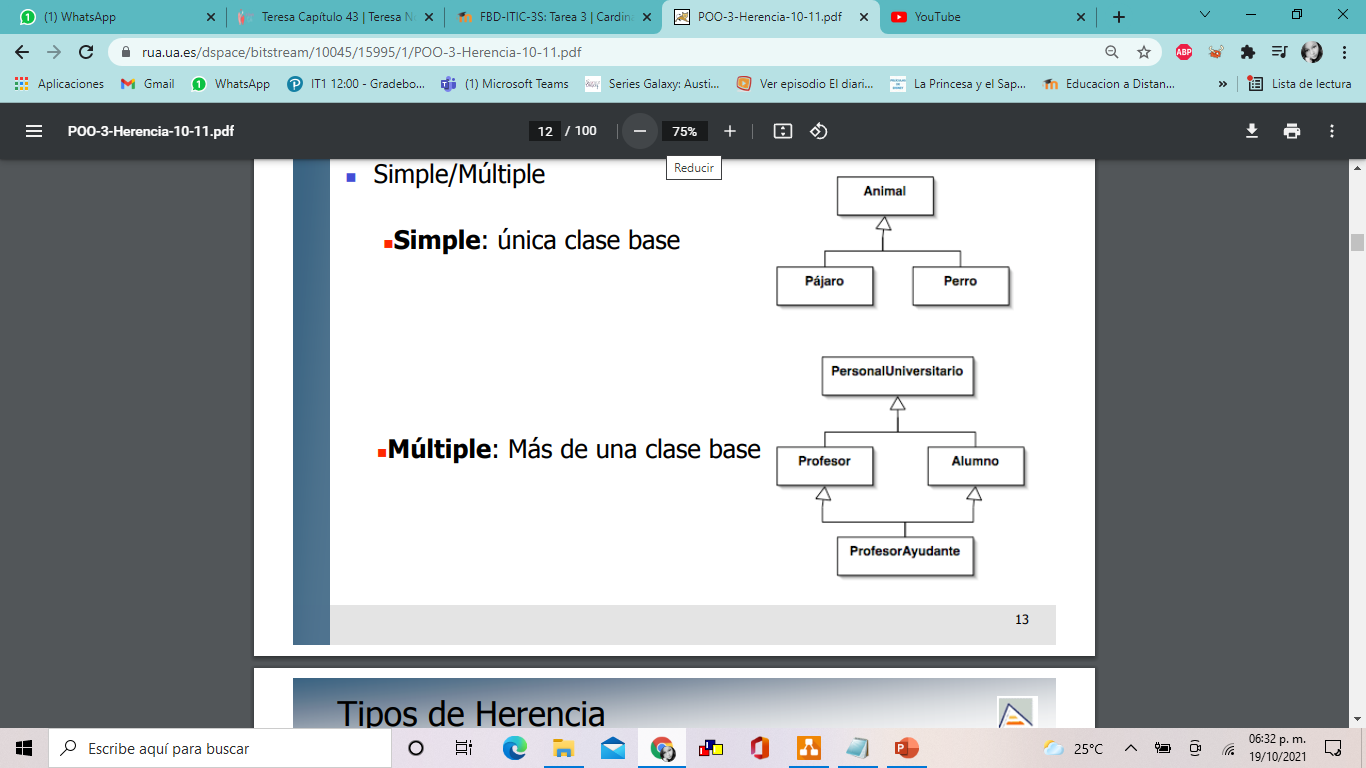 (1) WhatsApp
Teresa Capítulo 43 | Teresa N
FBD-ITIC-3S: Tarea 3 | Cardina
POO-3-Herencia-10-11.pdf
YouTube
rua.ua.es/dspace/bitstream/10045/15995/1/POO-3-Herencia-10-11.pdf
ABP
Aplicaciones
Gmail
WhatsApp
IT1 12:00 - Gradebo...
(1) Microsoft Teams
Series Galaxy: Austi...
Ver episodio El diari...
La Princesa y el Sap...
Educacion a Distan...
»
Lista de lectura
POO-3-Herencia-10-11.pdf
12 / 100
75%
Reducir
Simple/Múltiple
Simple: única clase base
Animal
Pájaro
Perro
Múltiple: Más de una clase base
PersonalUniversitario
Profesor
Alumno
ProfesorAyudante
13
Tipos de Herencia
Escribe aquí para buscar
25°C
06:32 p. m.
19/10/2021